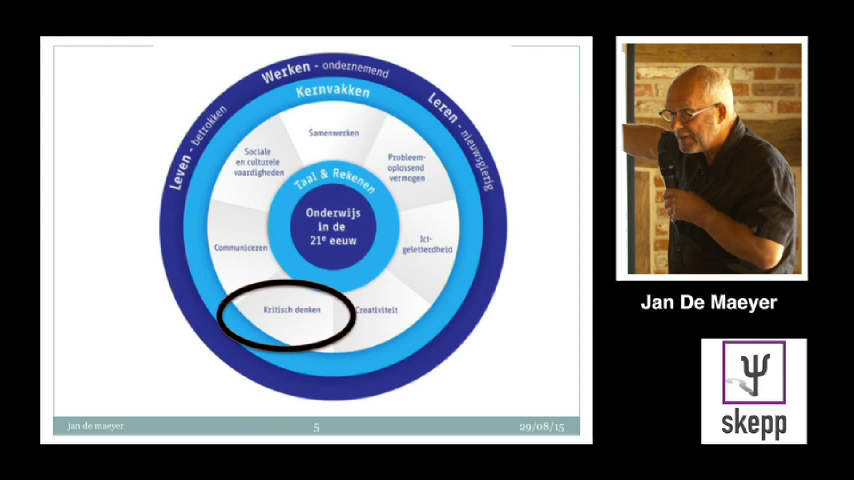 Werken - ondernemend
Leren - nieuwsgierig
Leven - betrokken
Kernvakken
Samenwerken
Probleem-
oplossend
vermogen
Ict-
geletterdheid
Creativiteit
Kritisch denken
Communiceren
Sociale
en culturele
vaardigheden
Taal & Rekenen
Onderwijs
in de
21e eeuw
jan de maeyer
5
29/08/15
Jan De Maeyer
skepp